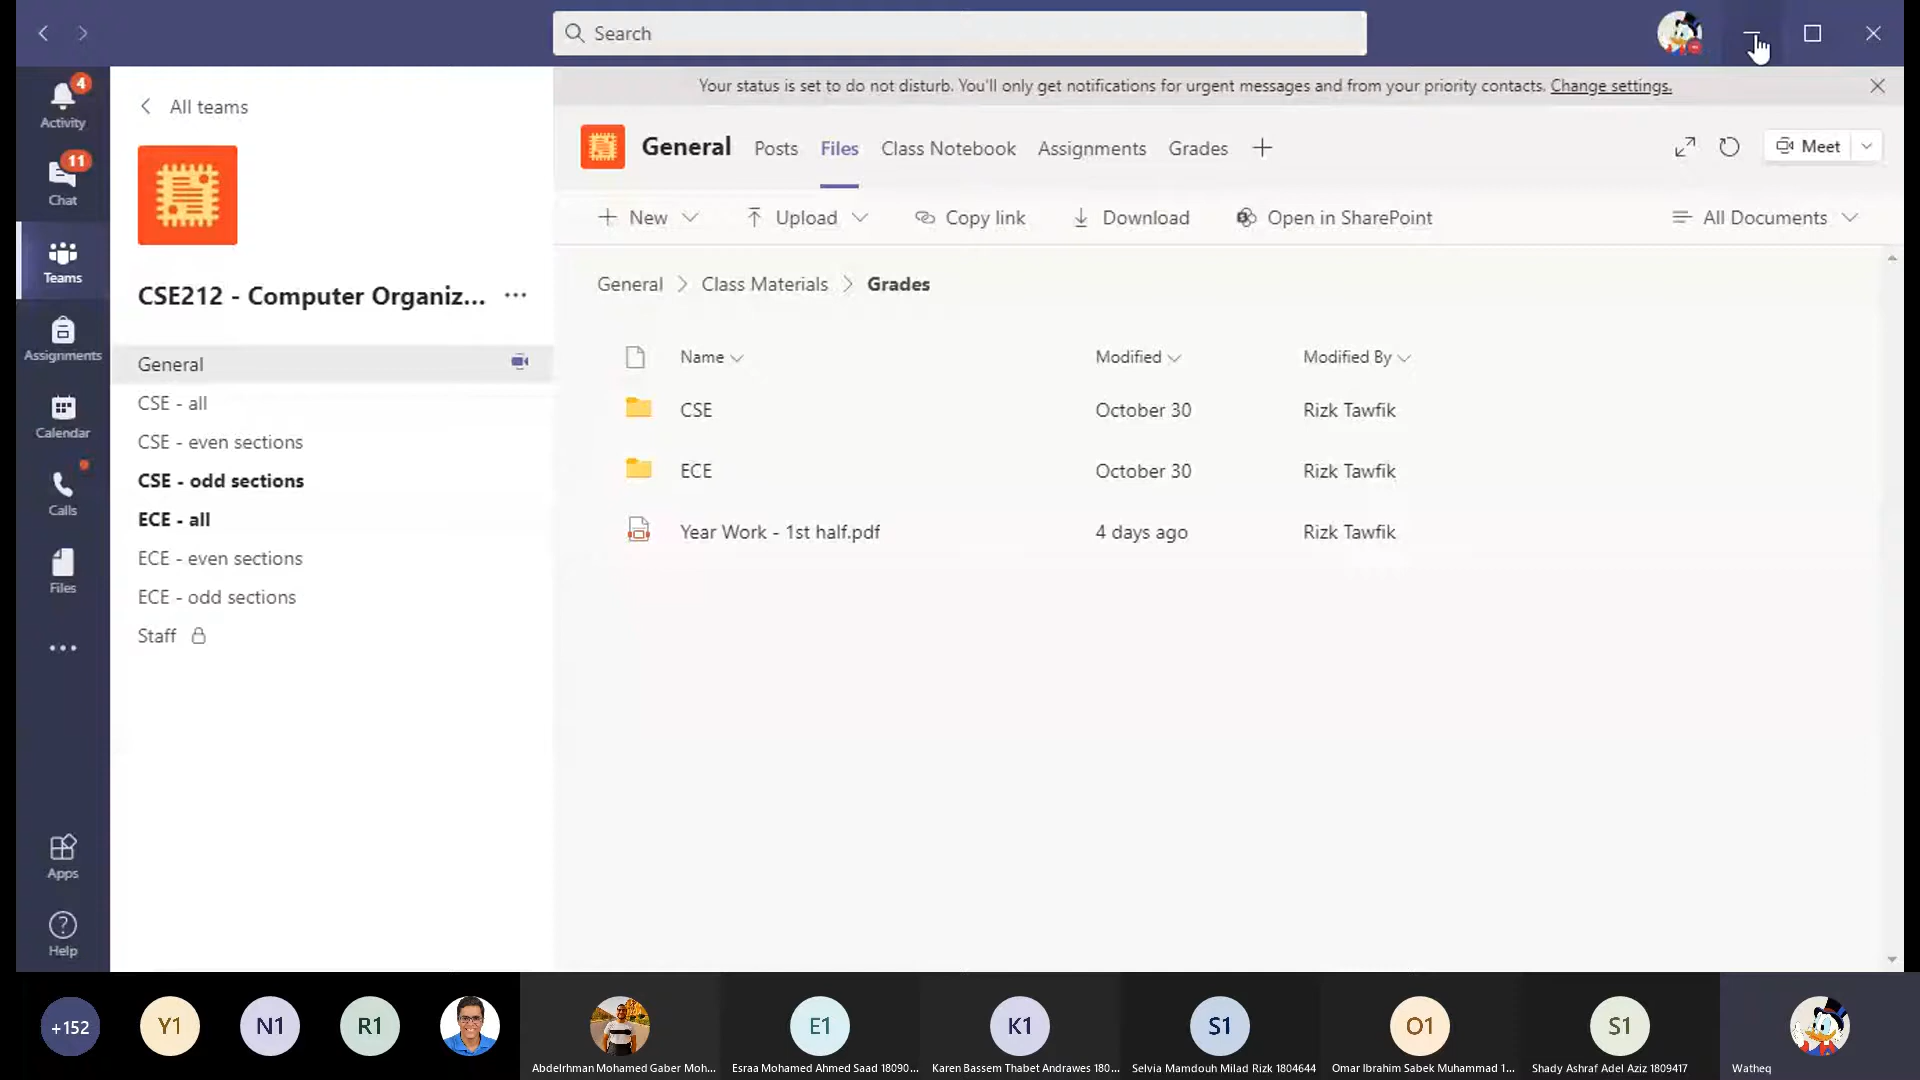 Search
Your status is set to do not disturb. You'll only get notifications for urgent messages and from your priority contacts. Change settings.
4
Activity
11
Chat
Teams
Assignments
Calendar
Calls
Files
Apps
Help
All teams
CSE212 - Computer Organiz...
General
CSE - all
CSE - even sections
CSE - odd sections
ECE - all
ECE - even sections
ECE - odd sections
Staff
General Posts Files Class Notebook Assignments Grades Meet
New Upload Copy link Download Open in SharePoint All Documents
General > Class Materials > Grades
Name Modified Modified By
CSE October 30 Rizk Tawfik
ECE October 30 Rizk Tawfik
Year Work - 1st half.pdf 4 days ago Rizk Tawfik
+152 Y1 N1 R1 E1 K1 S1 O1 S1
Abdelrhman Mohamed Gaber Moh... Esraa Mohamed Ahmed Saad 18090... Karen Bassem Thabet Andrawes 180... Selvia Mamdouh Milad Rizk 1804644 Omar Ibrahim Sabek Muhammad 1... Shady Ashraf Adel Aziz 1809417 Watheq